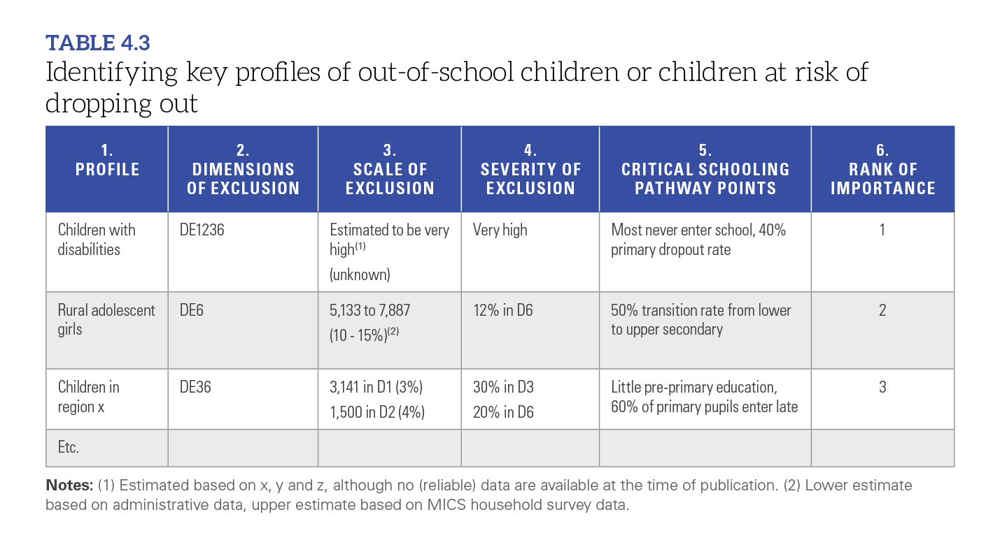 TABLE 4.3
Identifying key profiles of out-of-school children or children at risk of
dropping out
1.
PROFILE
2.
DIMENSIONS
OF EXCLUSION
3.
SCALE OF
EXCLUSION
4.
SEVERITY OF
EXCLUSION
5.
CRITICAL SCHOOLING
PATHWAY POINTS
6.
RANK OF
IMPORTANCE
Children with
disabilities
DE1236
Estimated to be very
high(1)
(unknown)
Very high
Most never enter school, 40%
primary dropout rate
1
Rural adolescent
girls
DE6
5,133 to 7,887
(10 - 15%)(2)
12% in D6
50% transition rate from lower
to upper secondary
2
Children in
region x
DE36
3,141 in D1 (3%)
1,500 in D2 (4%)
30% in D3
20% in D6
Little pre-primary education,
60% of primary pupils enter late
3
Etc.
Notes: (1) Estimated based on x, y and z, although no (reliable) data are available at the time of publication. (2) Lower estimate
based on administrative data, upper estimate based on MICS household survey data.